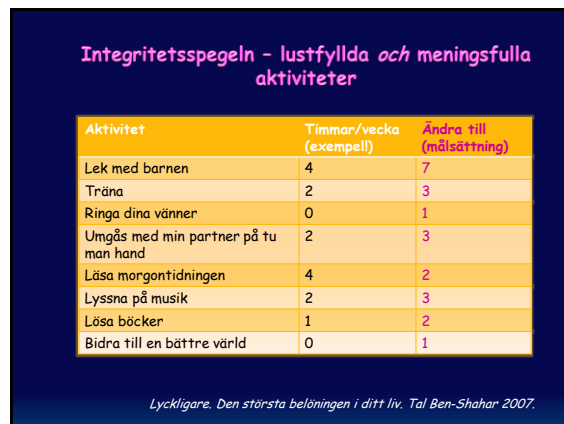 Integritetsspegeln – lustfyllda och meningsfulla
aktiviteter
Aktivitet Timmar/vecka Ändra till
(exempel!) (målsättning)
Lek med barnen 4 7
Träna 2 3
Ringa dina vänner 0 1
Umgås med min partner på tu 2 3
man hand
Läsa morgontidningen 4 2
Lyssna på musik 2 3
Lösa böcker 1 2
Bidra till en bättre värld 0 1
Lyckligare. Den största belöningen i ditt liv. Tal Ben-Shahar 2007.